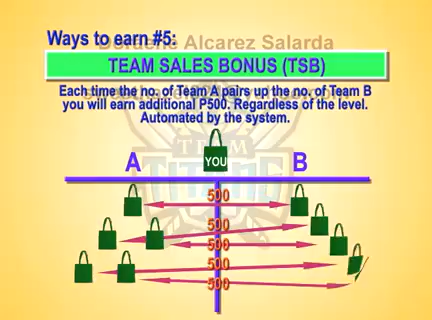 Ways to earn #5:
Alcarez Salarda
TEAM SALES BONUS (TSB)
Each time the no. of Team A pairs up the no. of Team B
you will earn additional P500. Regardless of the level.
Automated by the system.
A
YOU
B
TEAM
TITANS
500
500
500
500
500